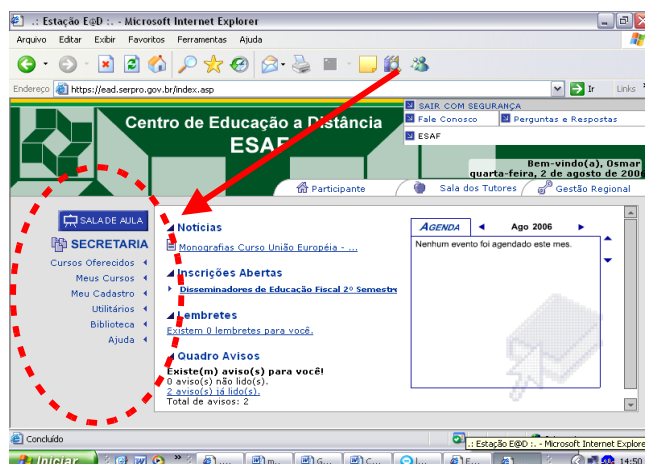 .: Estação E@D :. - Microsoft Internet Explorer
Arquivo Editar Exibir Favoritos Ferramentas Ajuda
Endereço https://ead.serpro.gov.br/index.asp Ir Links
SAIR COM SEGURANÇA
Fale Conosco Perguntas e Respostas
ESAF
Centro de Educação a Distância
ESAF
Bem-vindo(a), Osmar
quarta-feira, 2 de agosto de 200
Participante Sala dos Tutores Gestão Regional
SALA DE AULA
SECRETARIA
Cursos Oferecidos
Meus Cursos
Meu Cadastro
Utilitários
Biblioteca
Ajuda
Notícias
Monografias Curso União Européia - ...
Inscrições Abertas
Disseminadores de Educação Fiscal 2º Semestre
Lembretes
Existem 0 lembretes para você.
Quadro Avisos
Existe(m) aviso(s) para você!
0 aviso(s) não lido(s).
2 aviso(s) já lido(s).
Total de avisos: 2
AGENDA Ago 2006
Nenhum evento foi agendado este mes.
Concluído
.: Estação E@D :. - Microsoft Internet Explore
Iniciar 14:50